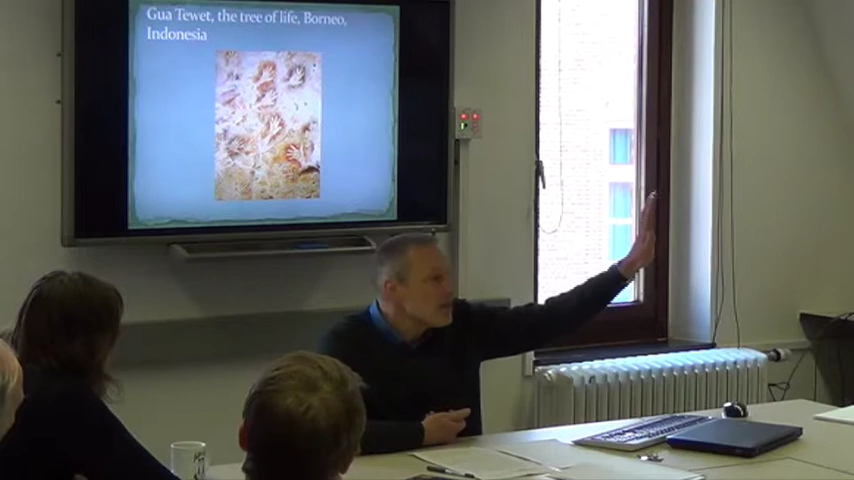 Gua Tewet, the tree of life, Borneo,
Indonesia